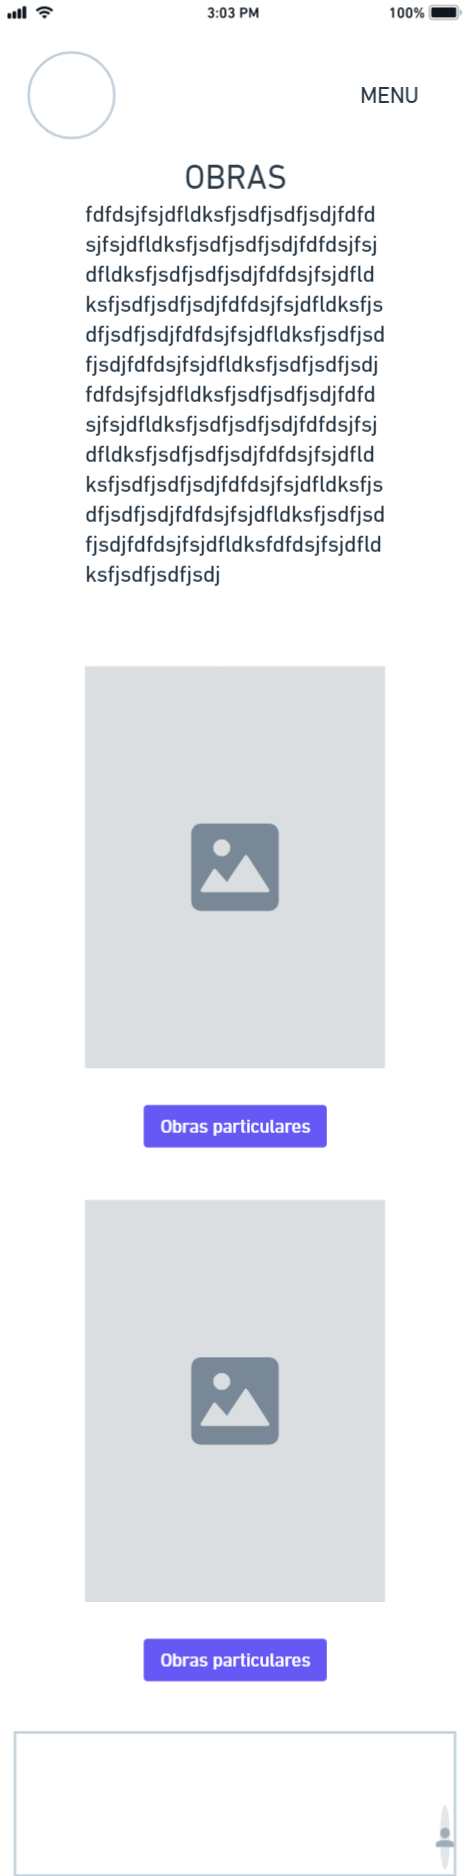 3:03 PM
100%
MENU
OBRAS
fdfdsjfsjdfldksfjsdfjsdfjsdjfdfd
sjfsjdfldksfjsdfjsdfjsdjfdfdsjfsj
dfldksfjsdfjsdfjsdjfdfdsjfsjdfld
ksfjsdfjsdfjsdjfdfdsjfsjdfldksfjs
dfjsdfjsdjfdfdsjfsjdfldksfjsdfjsd
fjsdjfdfdsjfsjdfldksfjsdfjsdfjsdj
fdfdsjfsjdfldksfjsdfjsdfjsdjfdfd
sjfsjdfldksfjsdfjsdfjsdjfdfdsjfsj
dfldksfjsdfjsdfjsdjfdfdsjfsjdfld
ksfjsdfjsdfjsdjfdfdsjfsjdfldksfjs
dfjsdfjsdjfdfdsjfsjdfldksfjsdfjsd
fjsdjfdfdsjfsjdfldksfdfdsjfsjdfld
ksfjsdfjsdfjsdj
Obras particulares
Obras particulares